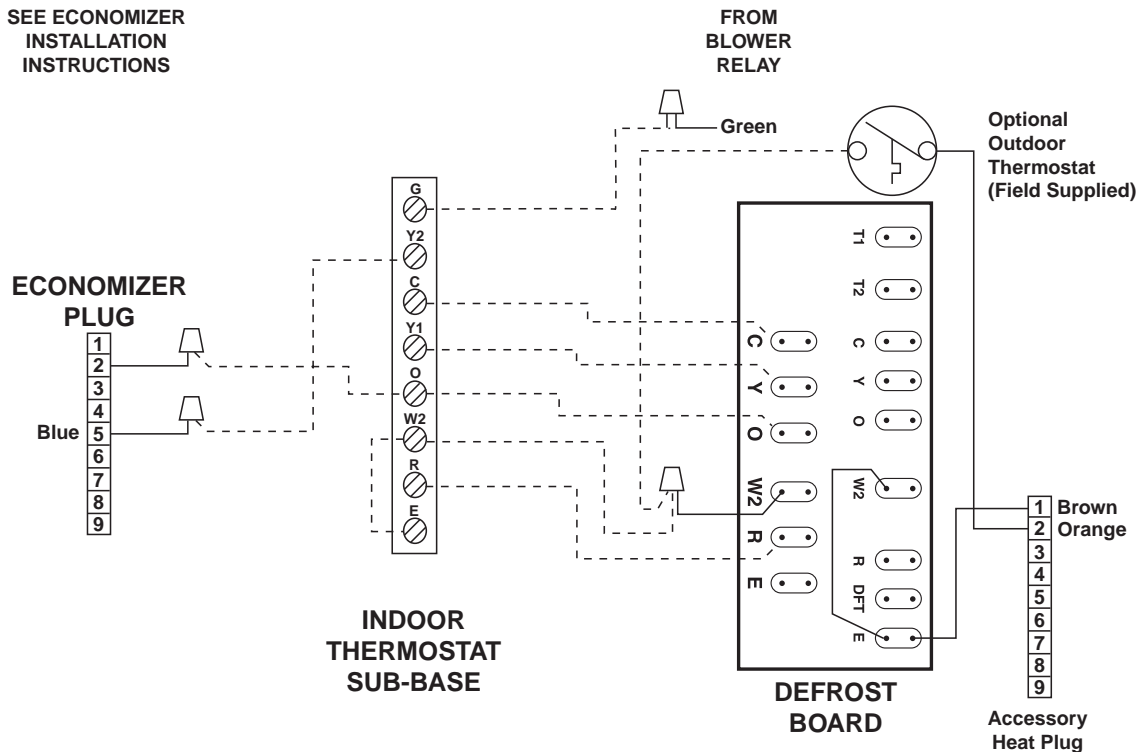 SEE ECONOMIZER
INSTALLATION
INSTRUCTIONS
FROM
BLOWER
RELAY
Green
Optional
Outdoor
Thermostat
(Field Supplied)
G
Y2
C
Y1
O
W2
R
E
ECONOMIZER
PLUG
1
2
3
4
5
6
7
8
9
Blue
INDOOR
THERMOSTAT
SUB-BASE
C
Y
O
W2
R
E
T1
T2
C
Y
O
W2
R
DFT
E
DEFROST
BOARD
1 Brown
2 Orange
3
4
5
6
7
8
9
Accessory
Heat Plug